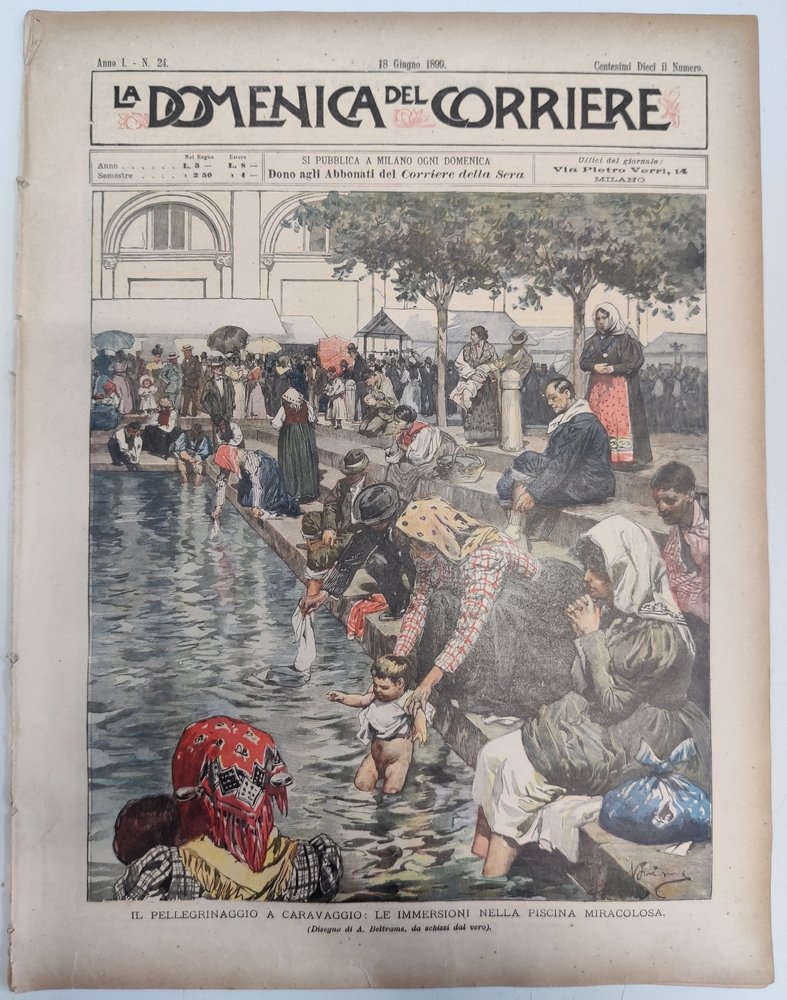 Anno I. - N. 24.
18 Giugno 1899.
Centesimi Dieci il Numero.
LA DOMENICA DEL CORRIERE
Nel Regno Estero
Anno . . . . . . . L. 5 — L. 8 —
Semestre . . . . . › 2 50 › 4 —
SI PUBBLICA A MILANO OGNI DOMENICA
Dono agli Abbonati del Corriere della Sera
Uffici del giornale:
Via Pietro Verri, 14
MILANO
IL PELLEGRINAGGIO A CARAVAGGIO: LE IMMERSIONI NELLA PISCINA MIRACOLOSA.
(Disegno di A. Beltrame, da schizzi dal vero).